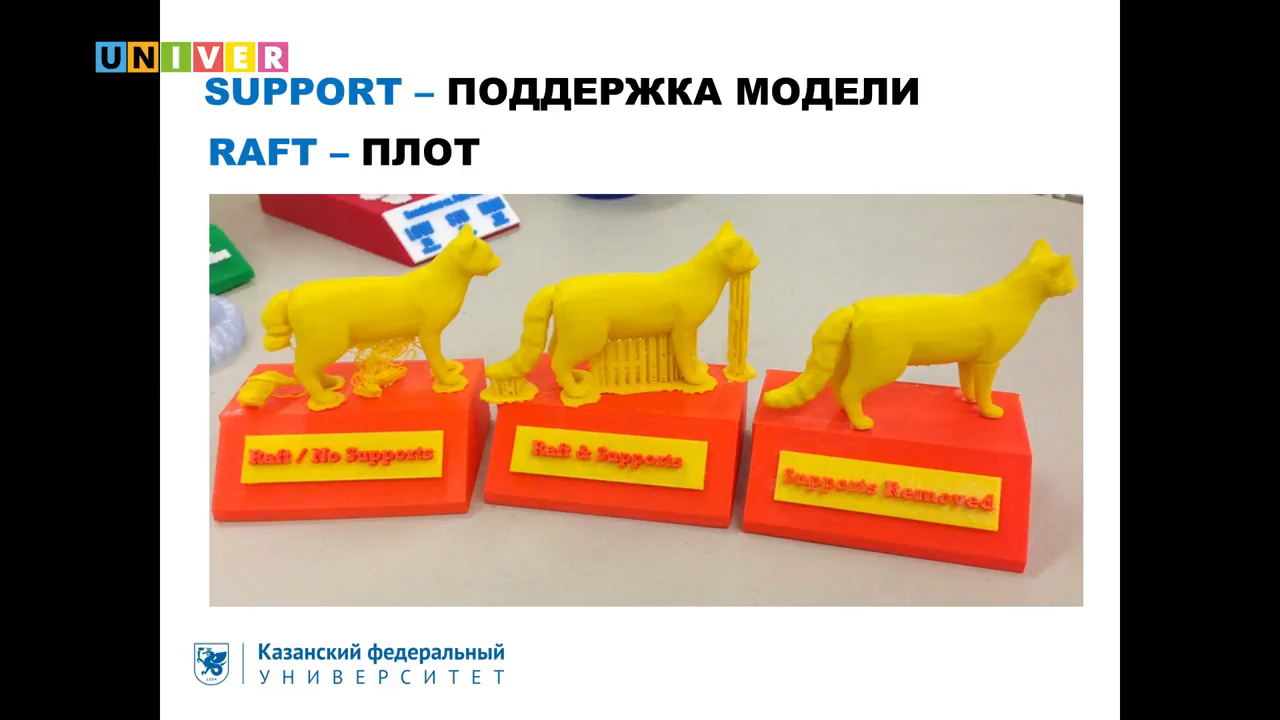 UNIVER
SUPPORT – ПОДДЕРЖКА МОДЕЛИ
RAFT – ПЛОТ
Raft / No Supports
Raft & Supports
Supports Removed
Казанский федеральный
УНИВЕРСИТЕТ